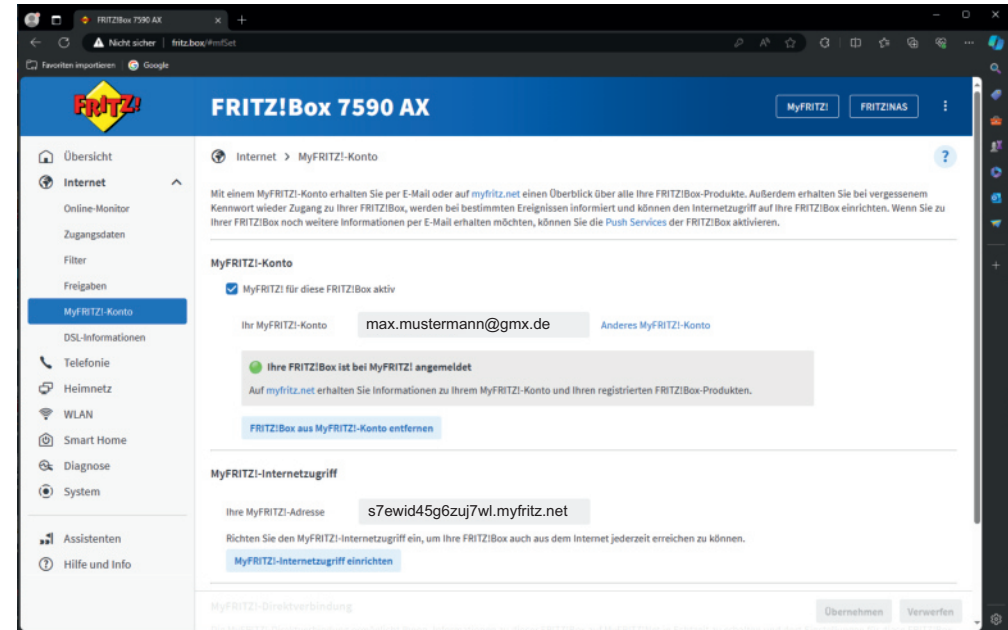 FRITZ!Box 7590 AX
Nicht sicher | fritz.box/#mfSet
Favoriten importieren Google
FRITZ!
FRITZ!Box 7590 AX
MyFRITZ! FRITZ!NAS
Übersicht
Internet
Online-Monitor
Zugangsdaten
Filter
Freigaben
MyFRITZ!-Konto
DSL-Informationen
Telefonie
Heimnetz
WLAN
Smart Home
Diagnose
System
Assistenten
Hilfe und Info
Internet > MyFRITZ!-Konto
?
Mit einem MyFRITZ!-Konto erhalten Sie per E-Mail oder auf myfritz.net einen Überblick über alle Ihre FRITZ!Box-Produkte. Außerdem erhalten Sie bei vergessenem
Kennwort wieder Zugang zu Ihrer FRITZ!Box, werden bei bestimmten Ereignissen informiert und können den Internetzugriff auf Ihre FRITZ!Box einrichten. Wenn Sie zu
Ihrer FRITZ!Box noch weitere Informationen per E-Mail erhalten möchten, können Sie die Push Services der FRITZ!Box aktivieren.
MyFRITZ!-Konto
MyFRITZ! für diese FRITZ!Box aktiv
Ihr MyFRITZ!-Konto max.mustermann@gmx.de Anderes MyFRITZ!-Konto
Ihre FRITZ!Box ist bei MyFRITZ! angemeldet
Auf myfritz.net erhalten Sie Informationen zu Ihrem MyFRITZ!-Konto und Ihren registrierten FRITZ!Box-Produkten.
FRITZ!Box aus MyFRITZ!-Konto entfernen
MyFRITZ!-Internetzugriff
Ihre MyFRITZ!-Adresse s7ewid45g6zuj7wl.myfritz.net
Richten Sie den MyFRITZ!-Internetzugriff ein, um Ihre FRITZ!Box auch aus dem Internet jederzeit erreichen zu können.
MyFRITZ!-Internetzugriff einrichten
MyFRITZ!-Direktverbindung
Übernehmen Verwerfen